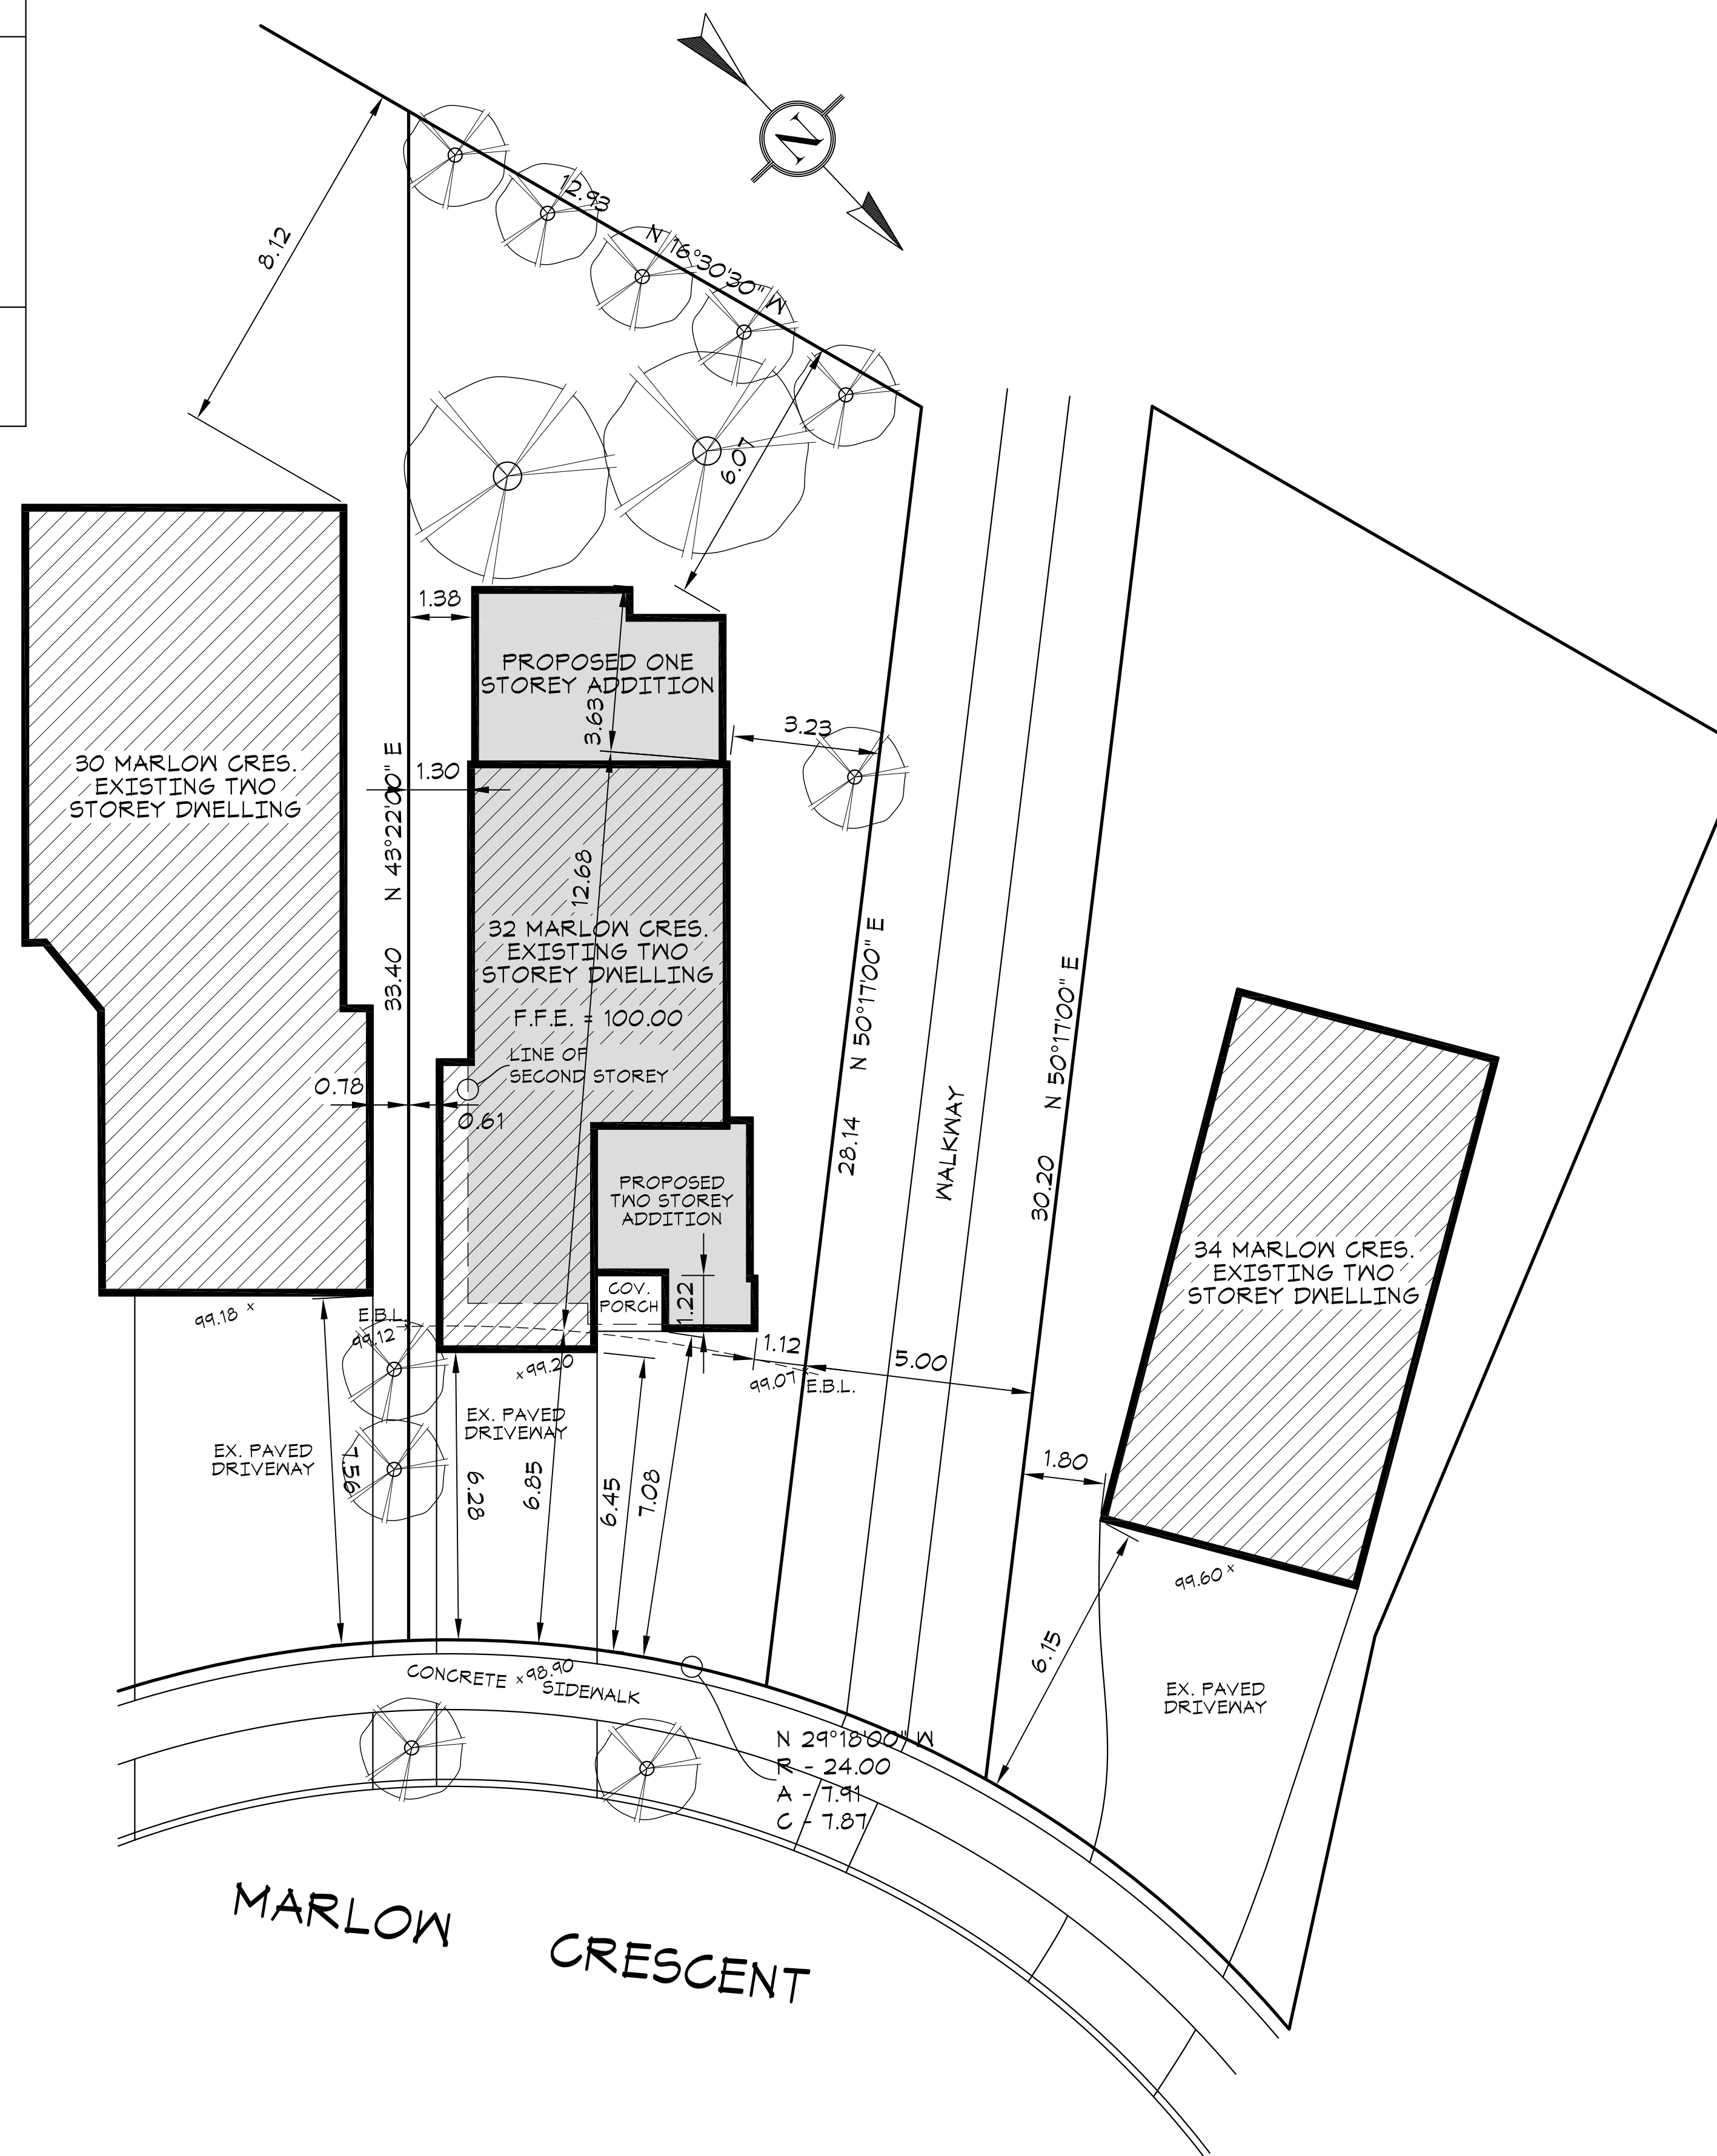 N
8.12
12.93
N 16°30'30" W
6.07
1.38
PROPOSED ONE
STOREY ADDITION
3.63
3.23
30 MARLOW CRES.
EXISTING TWO
STOREY DWELLING
1.30
33.40 N 43°22'00" E
12.68
32 MARLOW CRES.
EXISTING TWO
STOREY DWELLING
F.F.E. = 100.00
LINE OF
SECOND STOREY
0.78
0.61
28.14 N 50°17'00" E
WALKWAY
30.20 N 50°17'00" E
PROPOSED
TWO STOREY
ADDITION
COV.
PORCH
1.22
34 MARLOW CRES.
EXISTING TWO
STOREY DWELLING
99.18 x
E.B.L.
99.12 x
x 99.20
1.12
99.07
E.B.L.
5.00
EX. PAVED
DRIVEWAY
EX. PAVED
DRIVEWAY
7.56
6.28
6.85
6.45
7.08
1.80
99.60 x
6.15
EX. PAVED
DRIVEWAY
CONCRETE SIDEWALK
x 98.90
N 29°18'00" W
R - 24.00
A - 7.91
C - 7.87
MARLOW CRESCENT